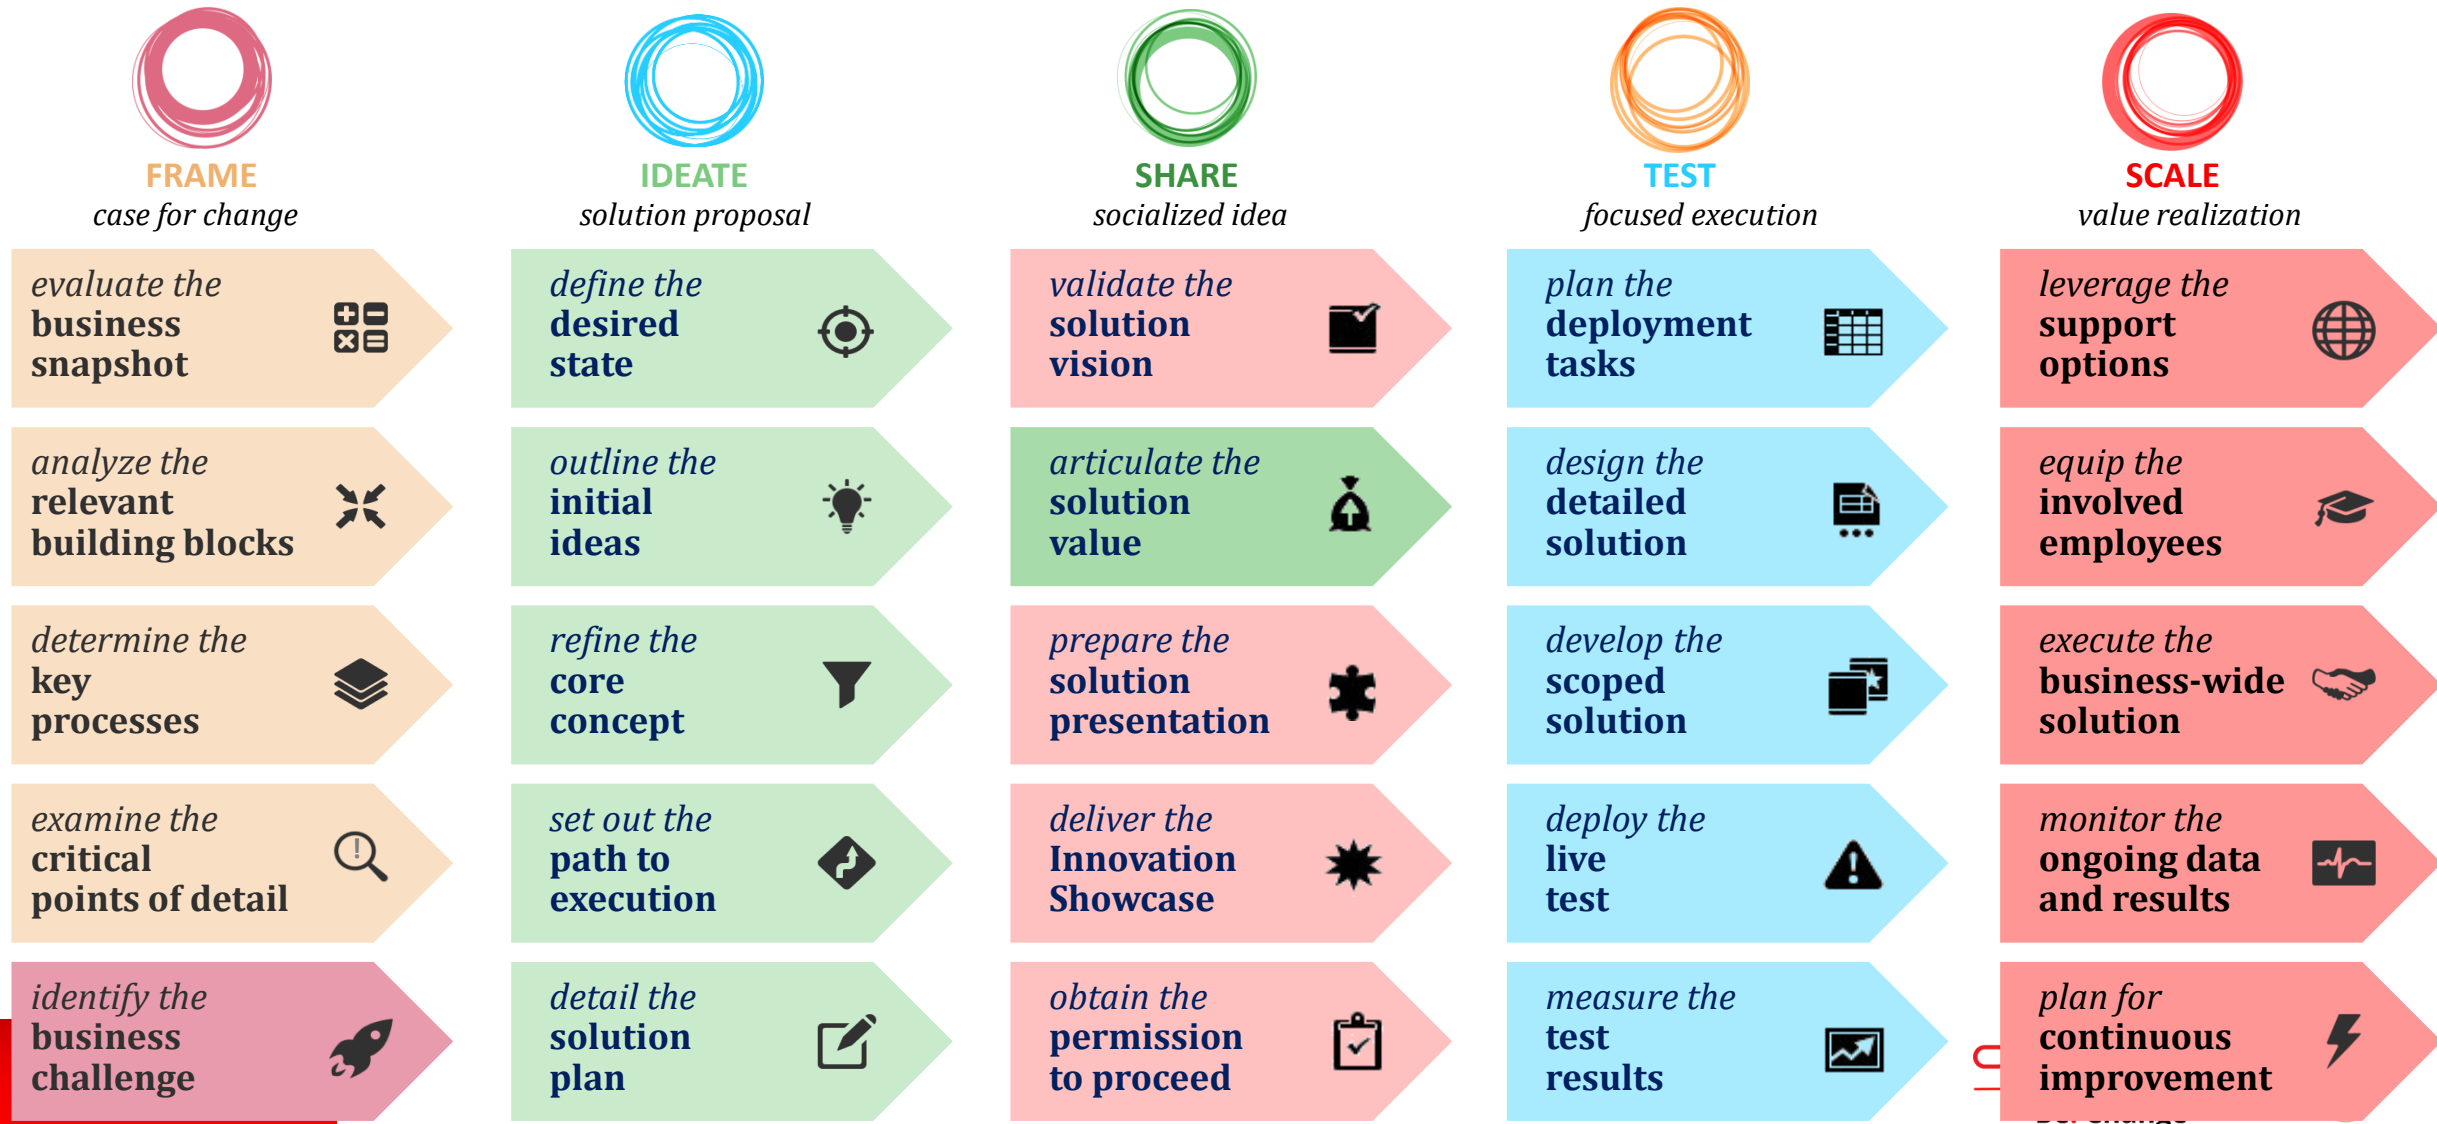 FRAME
case for change
evaluate the
business
snapshot
analyze the
relevant
building blocks
determine the
key
processes
examine the
critical
points of detail
identify the
business
challenge
IDEATE
solution proposal
define the
desired
state
outline the
initial
ideas
refine the
core
concept
set out the
path to
execution
detail the
solution
plan
SHARE
socialized idea
validate the
solution
vision
articulate the
solution
value
prepare the
solution
presentation
deliver the
Innovation
Showcase
obtain the
permission
to proceed
TEST
focused execution
plan the
deployment
tasks
design the
detailed
solution
develop the
scoped
solution
deploy the
live
test
measure the
test
results
SCALE
value realization
leverage the
support
options
equip the
involved
employees
execute the
business-wide
solution
monitor the
ongoing data
and results
plan for
continuous
improvement